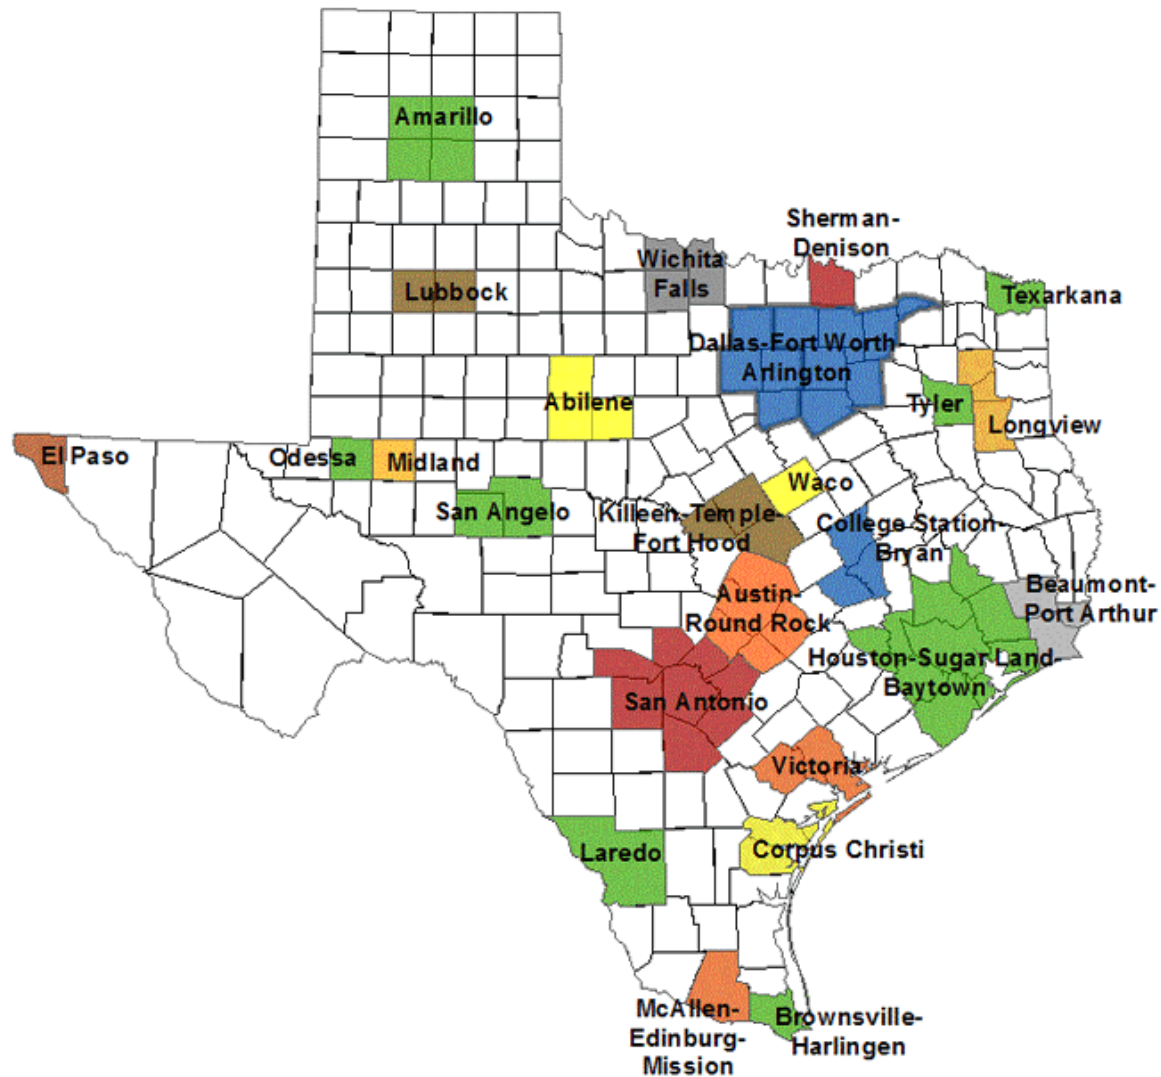 Amarillo
Sherman-
Denison
Wichita
Falls
Lubbock
Texarkana
Dallas-Fort Worth-
Arlington
Abilene
Tyler
Longview
El Paso
Odessa
Midland
Waco
San Angelo
Killeen-Temple-
Fort Hood
College Station-
Bryan
Austin-
Round Rock
Beaumont-
Port Arthur
Houston-Sugar Land-
Baytown
San Antonio
Victoria
Laredo
Corpus Christi
McAllen-
Edinburg-
Mission
Brownsville-
Harlingen